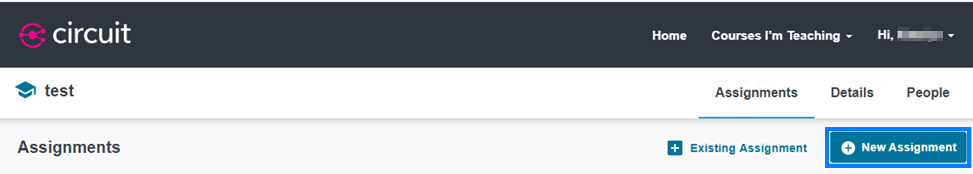 circuit
Home Courses I'm Teaching Hi,
test
Assignments Details People
Assignments
Existing Assignment New Assignment